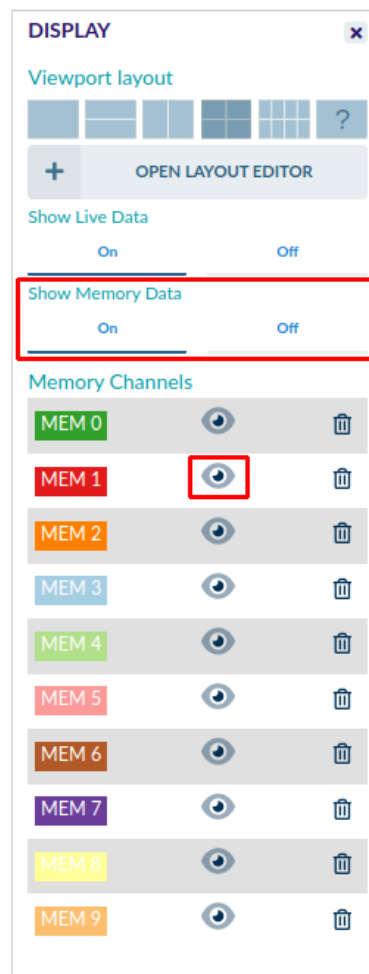 DISPLAY
Viewport layout
?
OPEN LAYOUT EDITOR
Show Live Data
On Off
Show Memory Data
On Off
Memory Channels
MEM 0
MEM 1
MEM 2
MEM 3
MEM 4
MEM 5
MEM 6
MEM 7
MEM 8
MEM 9